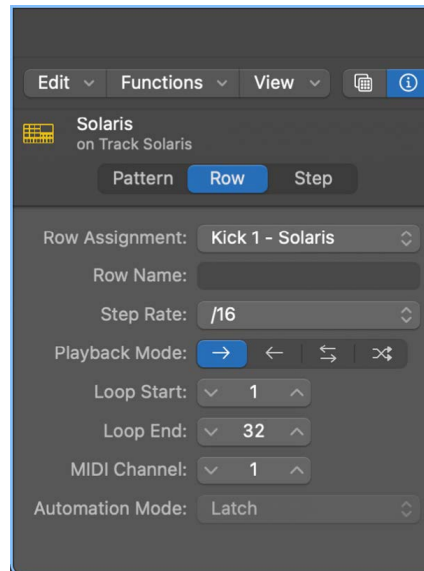 Edit Functions View
Solaris
on Track Solaris
Pattern Row Step
Row Assignment: Kick 1 - Solaris
Row Name:
Step Rate: /16
Playback Mode:
Loop Start: 1
Loop End: 32
MIDI Channel: 1
Automation Mode: Latch